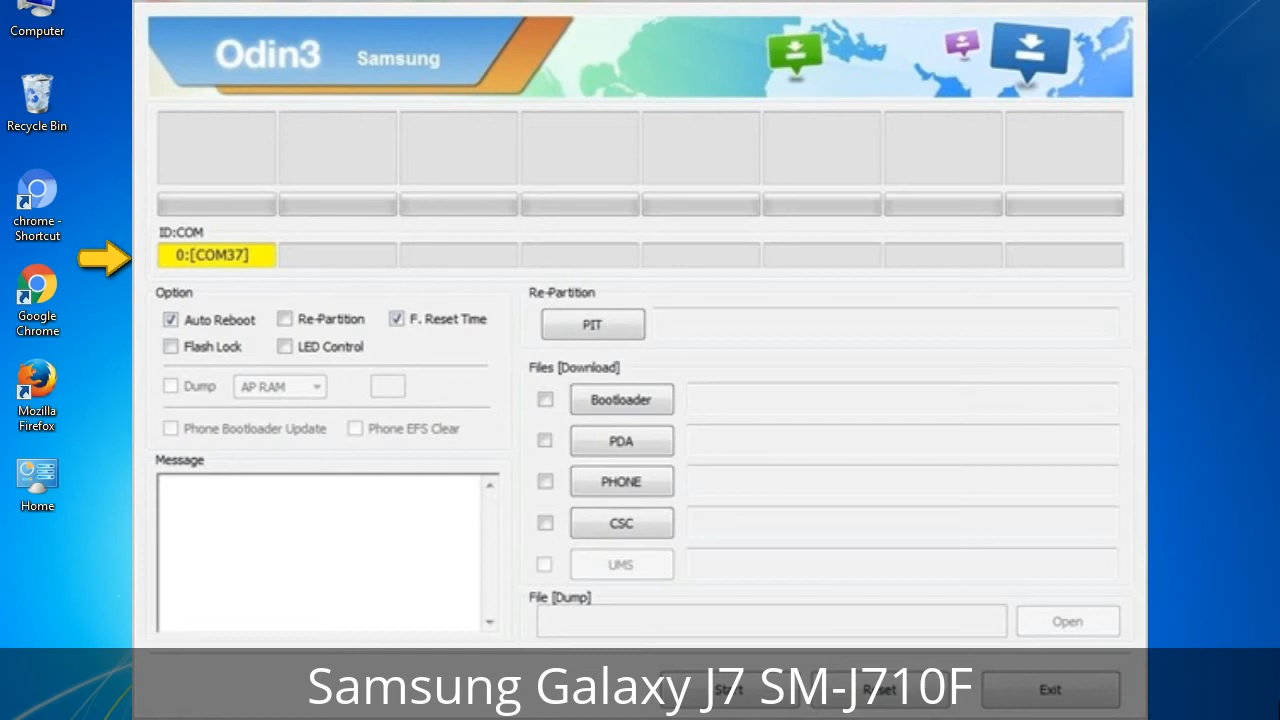 Computer
Recycle Bin
chrome -
Shortcut
Google
Chrome
Mozilla
Firefox
Home
Odin3 Samsung
ID:COM
0:[COM37]
Option
Auto Reboot Re-Partition F. Reset Time
Flash Lock LED Control
Dump AP RAM
Phone Bootloader Update Phone EFS Clear
Message
Re-Partition
PIT
Files [Download]
Bootloader
PDA
PHONE
CSC
UMS
File [Dump]
Open
Start Reset Exit
Samsung Galaxy J7 SM-J710F